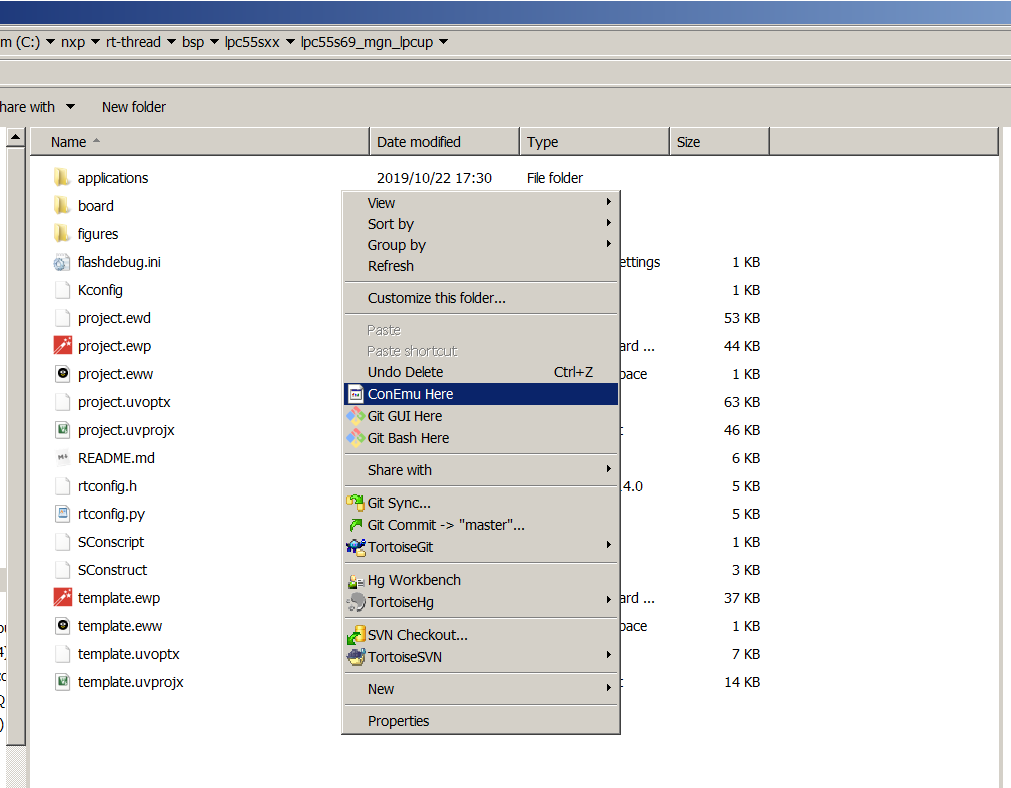 m (C:) nxp rt-thread bsp lpc55sxx lpc55s69_mgn_lpcup
hare with New folder
Name Date modified Type Size
applications 2019/10/22 17:30 File folder
board
figures
flashdebug.ini ettings 1 KB
Kconfig 1 KB
project.ewd 53 KB
project.ewp ard ... 44 KB
project.eww pace 1 KB
project.uvoptx 63 KB
project.uvprojx t 46 KB
README.md 6 KB
rtconfig.h 4.0 5 KB
rtconfig.py 5 KB
SConscript 1 KB
SConstruct 3 KB
template.ewp ard ... 37 KB
template.eww pace 1 KB
template.uvoptx 7 KB
template.uvprojx t 14 KB
View
Sort by
Group by
Refresh
Customize this folder...
Paste
Paste shortcut
Undo Delete Ctrl+Z
ConEmu Here
Git GUI Here
Git Bash Here
Share with
Git Sync...
Git Commit -> "master"...
TortoiseGit
Hg Workbench
TortoiseHg
SVN Checkout...
TortoiseSVN
New
Properties